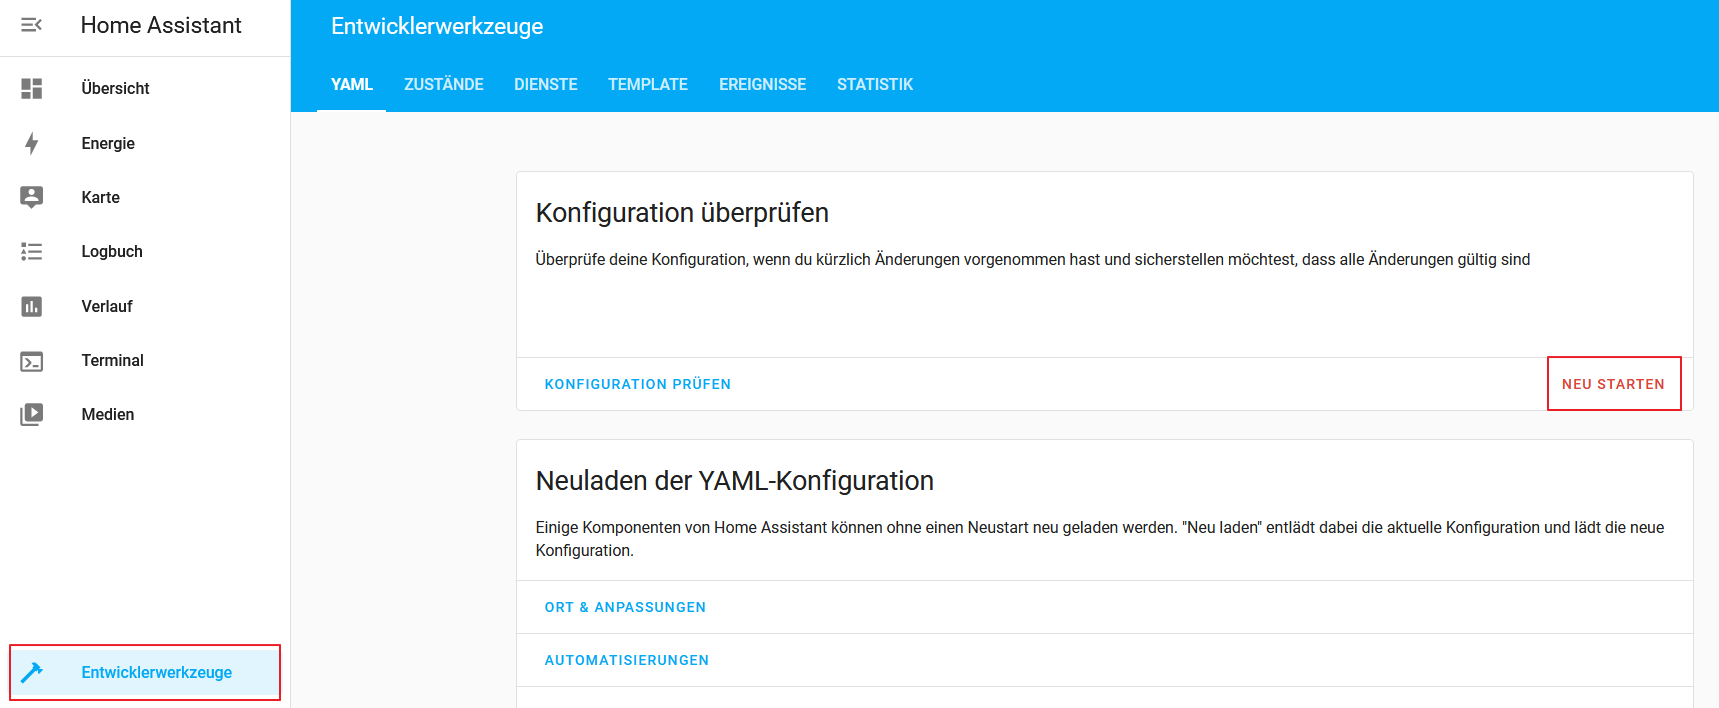 Home Assistant
Übersicht
Energie
Karte
Logbuch
Verlauf
Terminal
Medien
Entwicklerwerkzeuge
Entwicklerwerkzeuge
YAML ZUSTÄNDE DIENSTE TEMPLATE EREIGNISSE STATISTIK
Konfiguration überprüfen
Überprüfe deine Konfiguration, wenn du kürzlich Änderungen vorgenommen hast und sicherstellen möchtest, dass alle Änderungen gültig sind
KONFIGURATION PRÜFEN NEU STARTEN
Neuladen der YAML-Konfiguration
Einige Komponenten von Home Assistant können ohne einen Neustart neu geladen werden. "Neu laden" entlädt dabei die aktuelle Konfiguration und lädt die neue
Konfiguration.
ORT & ANPASSUNGEN
AUTOMATISIERUNGEN